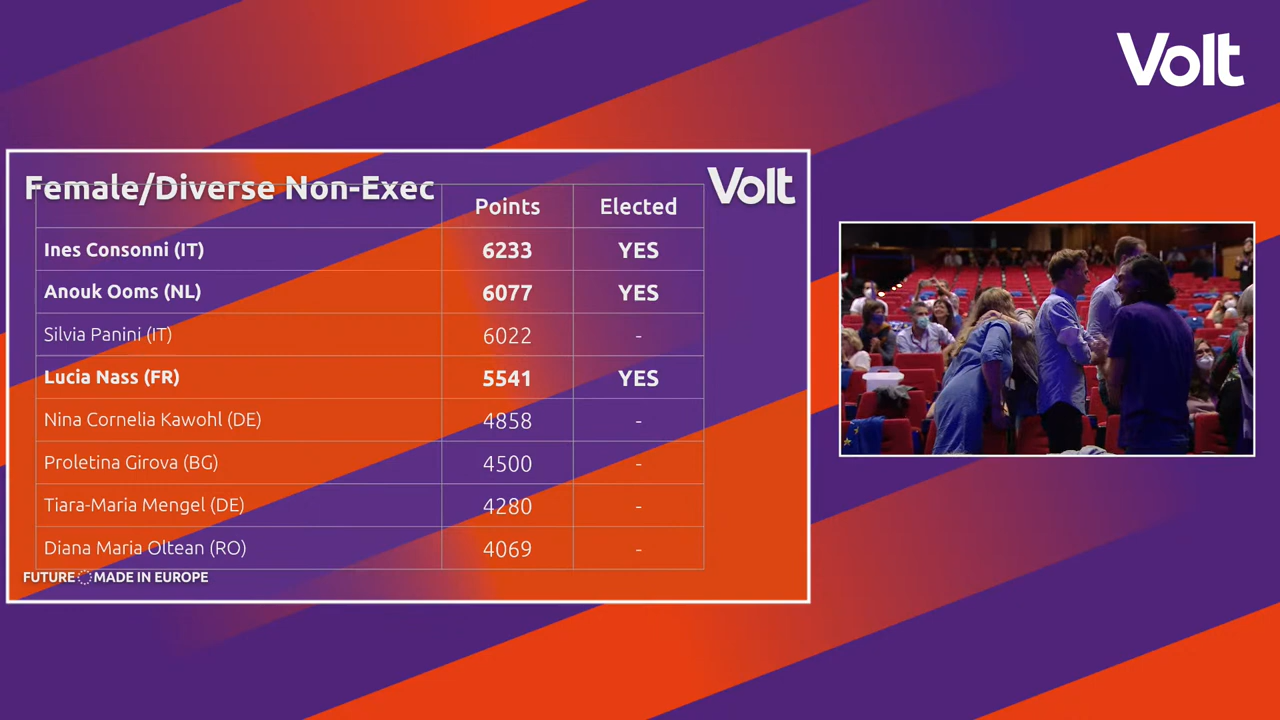 Volt
Female/Diverse Non-Exec
Volt
Points Elected
Ines Consonni (IT) 6233 YES
Anouk Ooms (NL) 6077 YES
Silvia Panini (IT) 6022 -
Lucia Nass (FR) 5541 YES
Nina Cornelia Kawohl (DE) 4858 -
Proletina Girova (BG) 4500 -
Tiara-Maria Mengel (DE) 4280 -
Diana Maria Oltean (RO) 4069 -
FUTURE MADE IN EUROPE